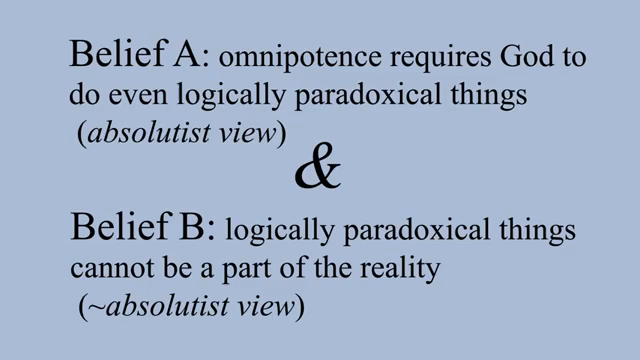 Belief A: omnipotence requires God to
do even logically paradoxical things
(absolutist view)
&
Belief B: logically paradoxical things
cannot be a part of the reality
(~absolutist view)